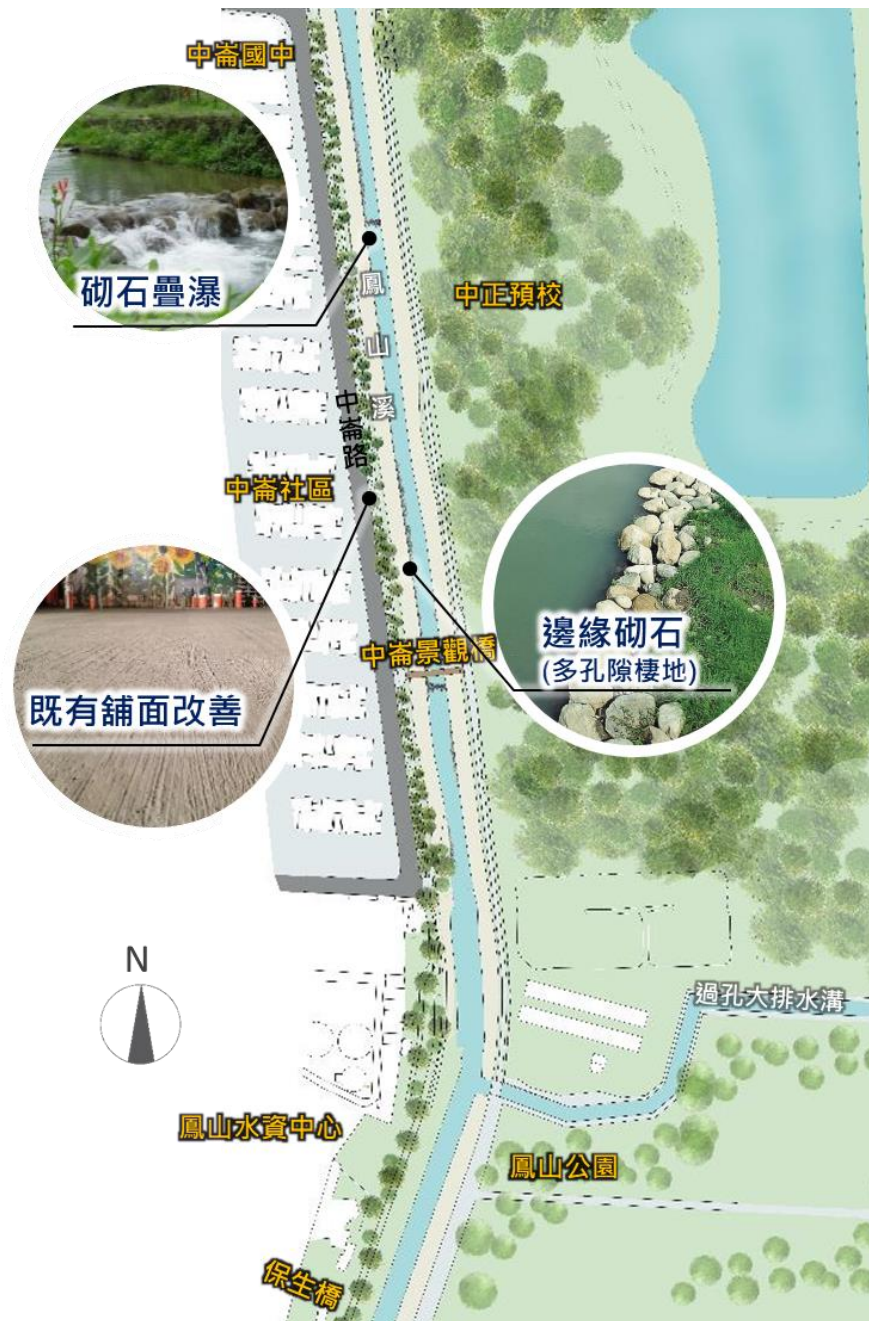 中崙國中
砌石疊瀑
鳳山溪
中正預校
中崙路
中崙社區
邊緣砌石
(多孔隙棲地)
中崙景觀橋
既有舖面改善
N
過孔大排水溝
鳳山水資中心
鳳山公園
保生橋